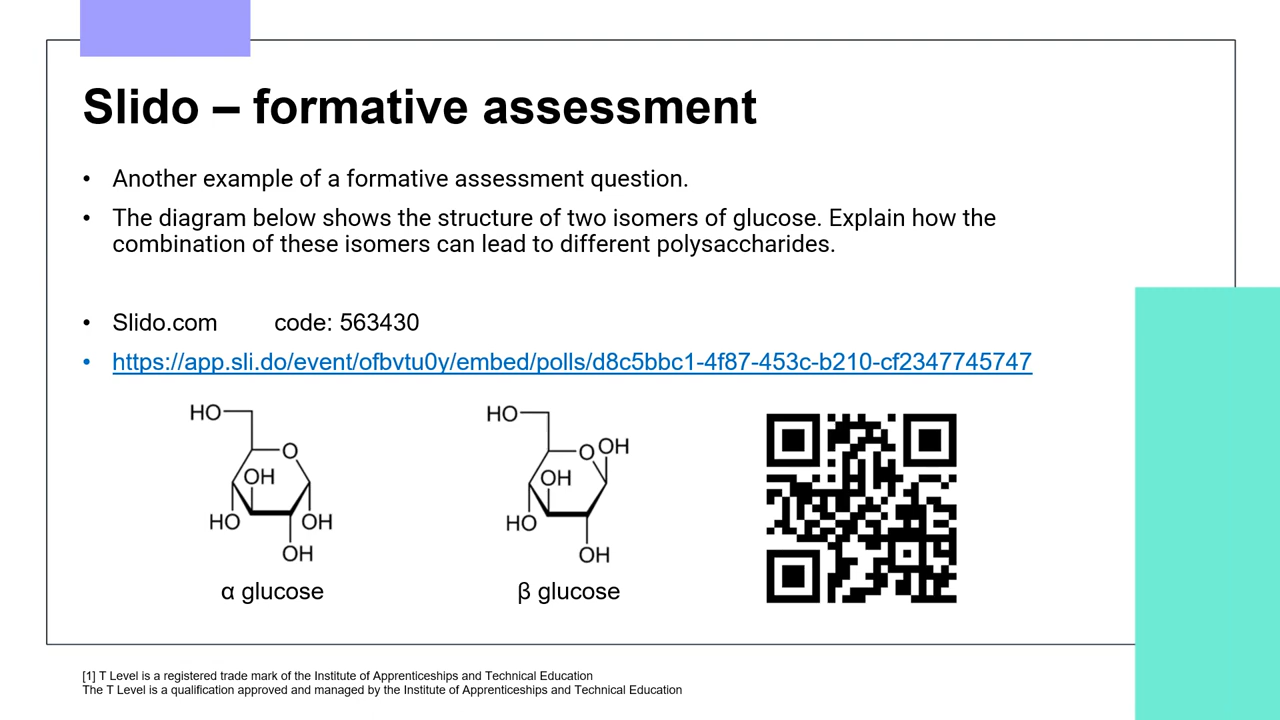 Slido – formative assessment
• Another example of a formative assessment question.
• The diagram below shows the structure of two isomers of glucose. Explain how the
combination of these isomers can lead to different polysaccharides.
• Slido.com code: 563430
• https://app.sli.do/event/ofbvtu0y/embed/polls/d8c5bbc1-4f87-453c-b210-cf2347745747
HO
O
OH
HO
OH
OH
α glucose
HO
O
OH
OH
HO
OH
β glucose
[1] T Level is a registered trade mark of the Institute of Apprenticeships and Technical Education
The T Level is a qualification approved and managed by the Institute of Apprenticeships and Technical Education